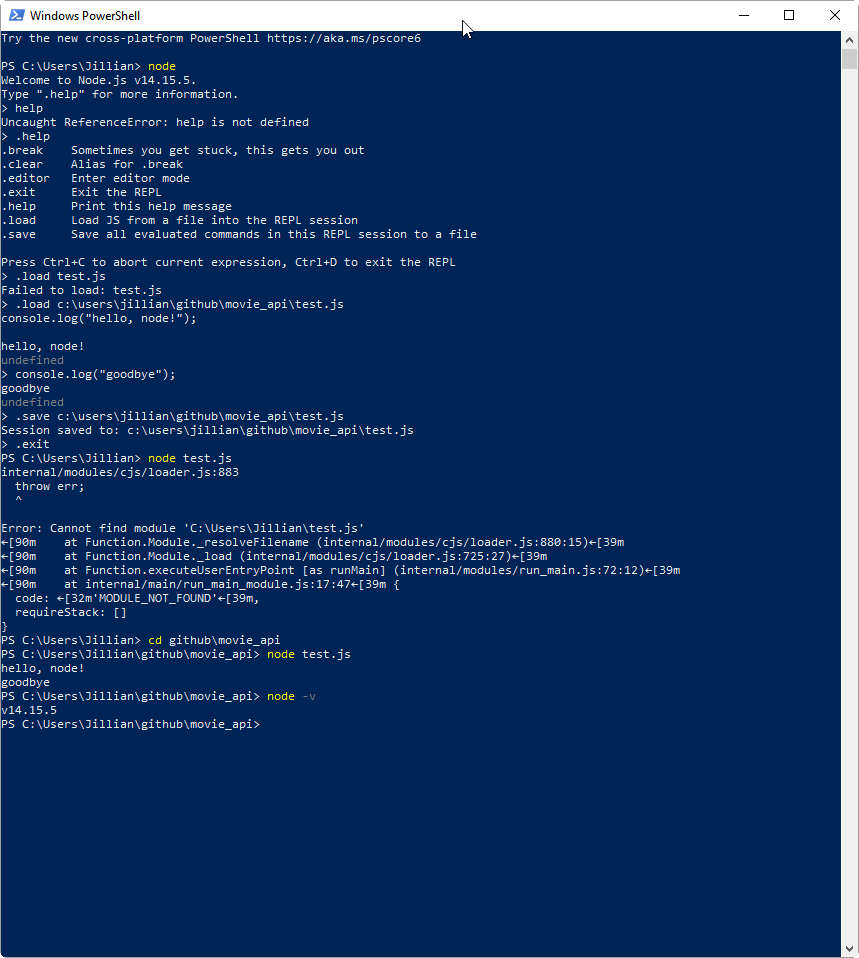 Windows PowerShell
Try the new cross-platform PowerShell https://aka.ms/pscore6
PS C:\Users\Jillian> node
Welcome to Node.js v14.15.5.
Type ".help" for more information.
> help
Uncaught ReferenceError: help is not defined
> .help
.break    Sometimes you get stuck, this gets you out
.clear    Alias for .break
.editor   Enter editor mode
.exit     Exit the REPL
.help     Print this help message
.load     Load JS from a file into the REPL session
.save     Save all evaluated commands in this REPL session to a file
Press Ctrl+C to abort current expression, Ctrl+D to exit the REPL
> .load test.js
Failed to load: test.js
> .load c:\users\jillian\github\movie_api\test.js
console.log("hello, node!");
hello, node!
undefined
> console.log("goodbye");
goodbye
undefined
> .save c:\users\jillian\github\movie_api\test.js
Session saved to: c:\users\jillian\github\movie_api\test.js
> .exit
PS C:\Users\Jillian> node test.js
internal/modules/cjs/loader.js:883
  throw err;
  ^
Error: Cannot find module 'C:\Users\Jillian\test.js'
←[90m    at Function.Module._resolveFilename (internal/modules/cjs/loader.js:880:15)←[39m
←[90m    at Function.Module._load (internal/modules/cjs/loader.js:725:27)←[39m
←[90m    at Function.executeUserEntryPoint [as runMain] (internal/modules/run_main.js:72:12)←[39m
←[90m    at internal/main/run_main_module.js:17:47←[39m {
  code: ←[32m'MODULE_NOT_FOUND'←[39m,
  requireStack: []
}
PS C:\Users\Jillian> cd github\movie_api
PS C:\Users\Jillian\github\movie_api> node test.js
hello, node!
goodbye
PS C:\Users\Jillian\github\movie_api> node -v
v14.15.5
PS C:\Users\Jillian\github\movie_api>